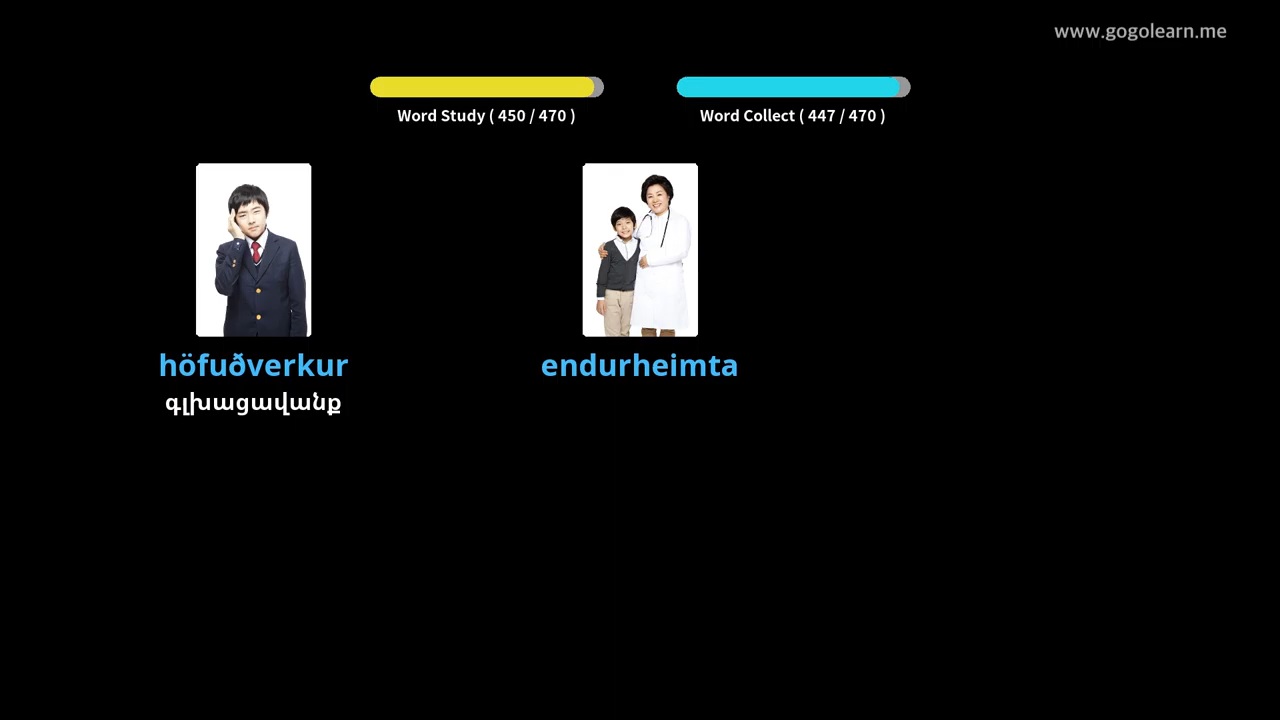 www.gogolearn.me
Word Study ( 450 / 470 )
Word Collect ( 447 / 470 )
höfuðverkur
endurheimta
գլխացավանք